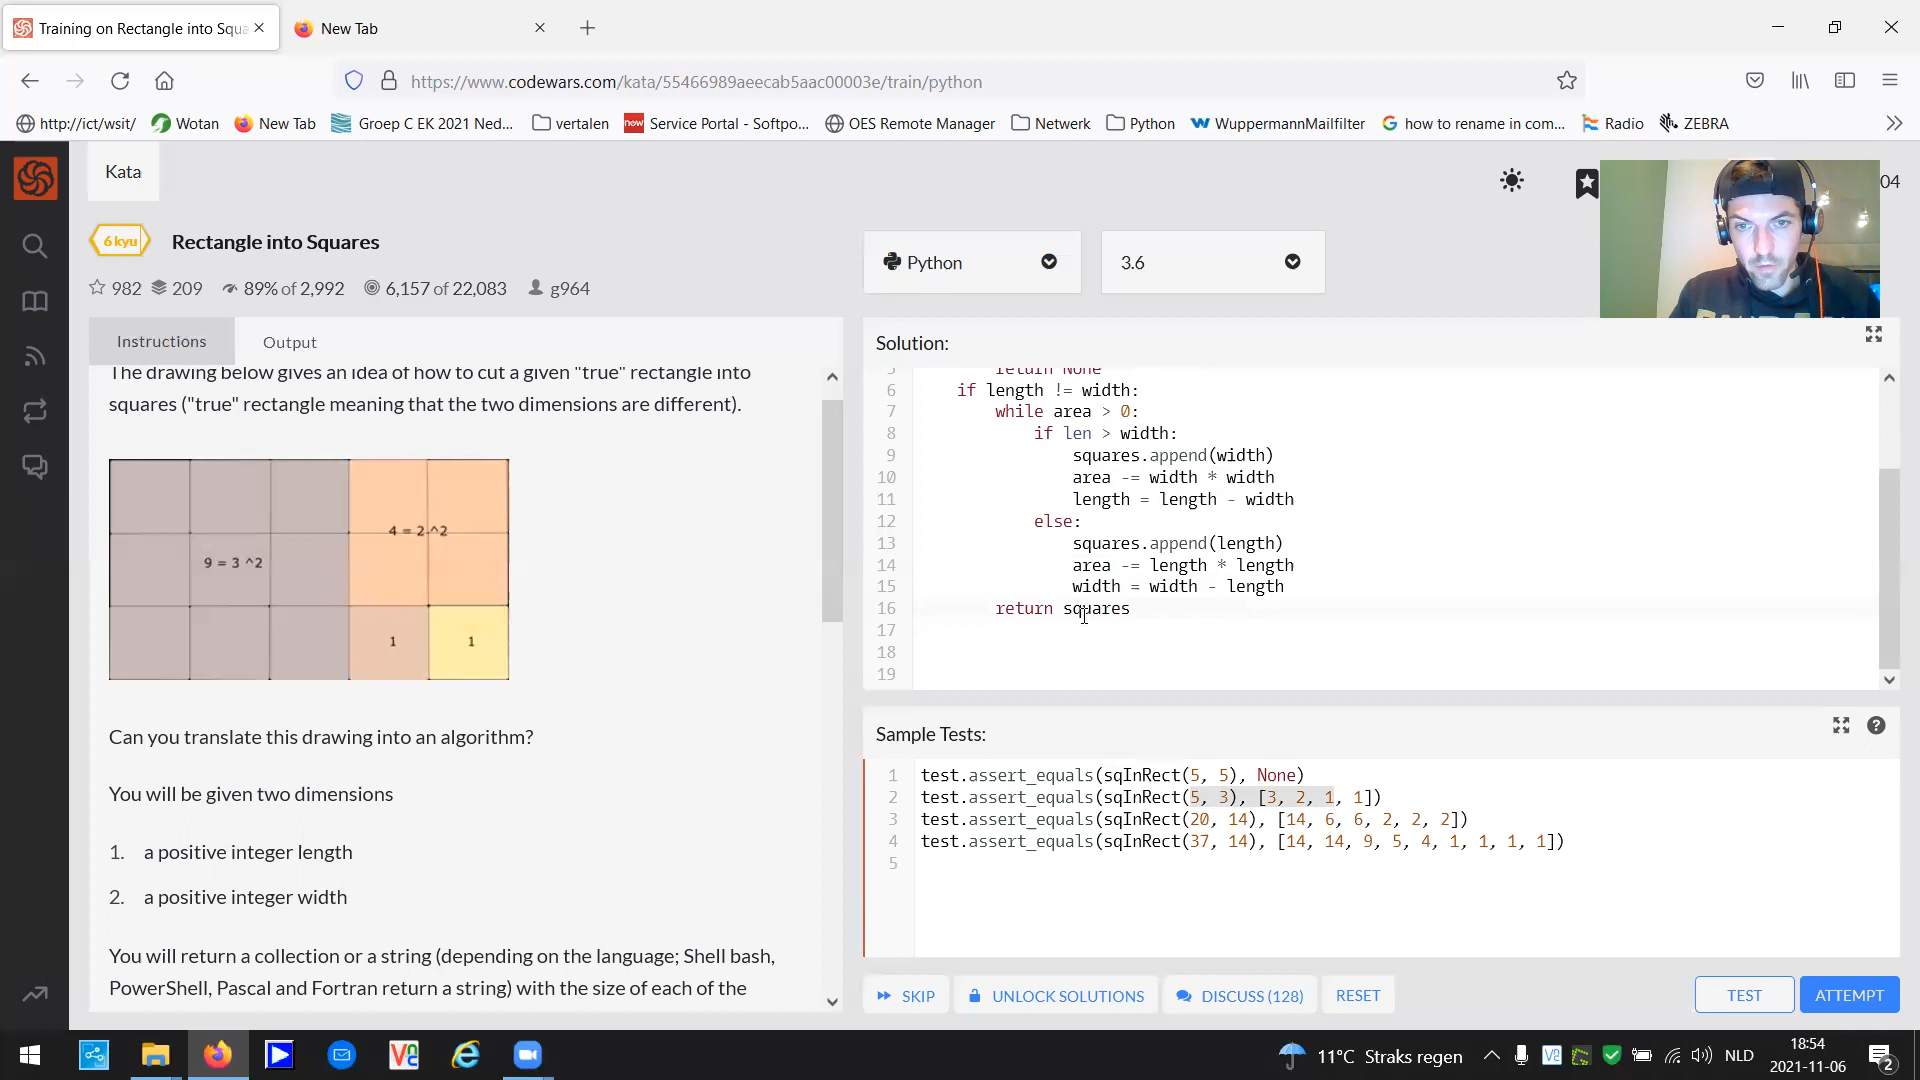 Training on Rectangle into Squa
New Tab
https://www.codewars.com/kata/55466989aeecab5aac00003e/train/python
http://ict/wsit/ Wotan New Tab Groep C EK 2021 Ned... vertalen Service Portal - Softpo... OES Remote Manager Netwerk Python WuppermannMailfilter how to rename in com... Radio ZEBRA
Kata
04
6 kyu Rectangle into Squares
982 209 89% of 2,992 6,157 of 22,083 g964
Python 3.6
Instructions Output
The drawing below gives an idea of how to cut a given "true" rectangle into
squares ("true" rectangle meaning that the two dimensions are different).
4 = 2 ^2
9 = 3 ^2
1 1
Can you translate this drawing into an algorithm?
You will be given two dimensions
1. a positive integer length
2. a positive integer width
You will return a collection or a string (depending on the language; Shell bash,
PowerShell, Pascal and Fortran return a string) with the size of each of the
Solution:
5 return None
6 if length != width:
7 while area > 0:
8 if len > width:
9 squares.append(width)
10 area -= width * width
11 length = length - width
12 else:
13 squares.append(length)
14 area -= length * length
15 width = width - length
16 return squares
17
18
19
Sample Tests:
1 test.assert_equals(sqInRect(5, 5), None)
2 test.assert_equals(sqInRect(5, 3), [3, 2, 1, 1])
3 test.assert_equals(sqInRect(20, 14), [14, 6, 6, 2, 2, 2])
4 test.assert_equals(sqInRect(37, 14), [14, 14, 9, 5, 4, 1, 1, 1, 1])
5
SKIP UNLOCK SOLUTIONS DISCUSS (128) RESET TEST ATTEMPT
11°C Straks regen NLD
18:54
2021-11-06
2